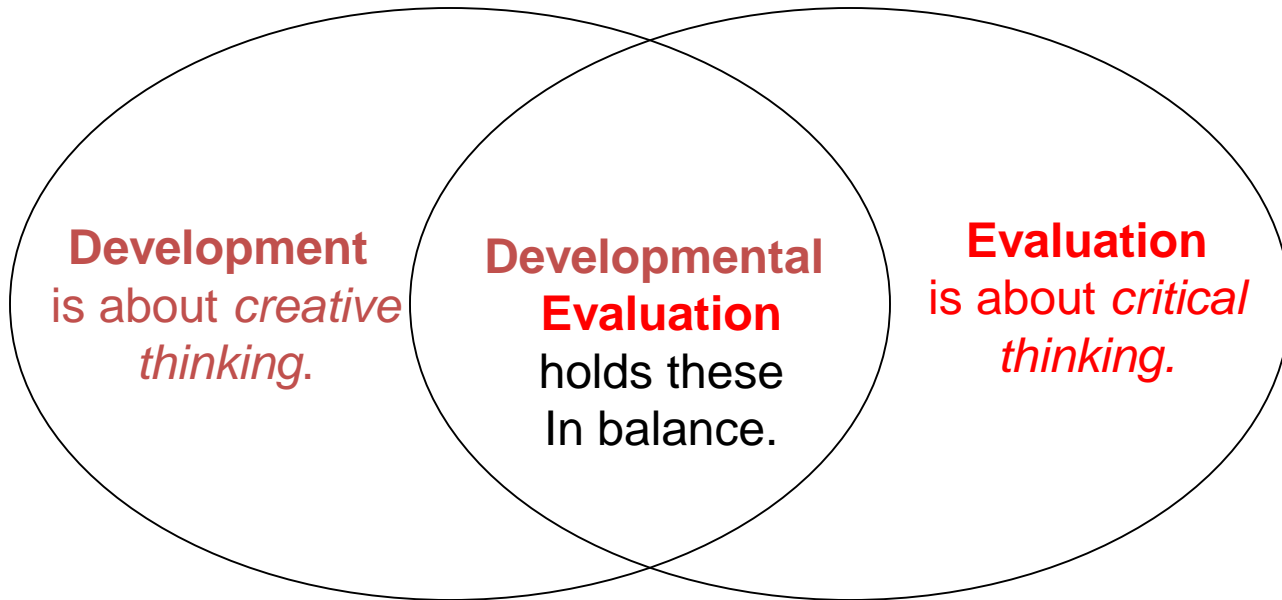 Development
is about creative
thinking.
Developmental
Evaluation
holds these
In balance.
Evaluation
is about critical
thinking.